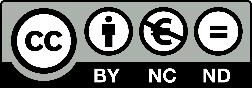 cc € =
BY NC ND